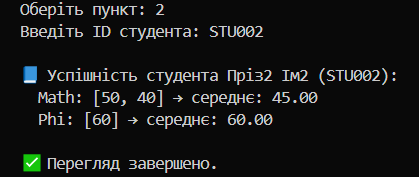 Оберіть пункт: 2
Введіть ID студента: STU002
📘 Успішність студента Пріз2 Ім2 (STU002):
Math: [50, 40] → середнє: 45.00
Phi: [60] → середнє: 60.00
✅ Перегляд завершено.